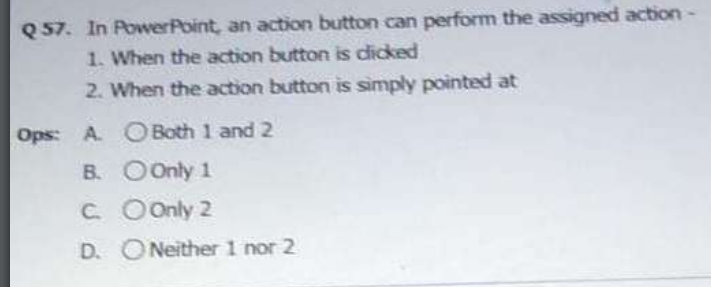 Q 57. In PowerPoint, an action button can perform the assigned action -
1. When the action button is clicked
2. When the action button is simply pointed at
Ops: A. Both 1 and 2
B. Only 1
C. Only 2
D. Neither 1 nor 2